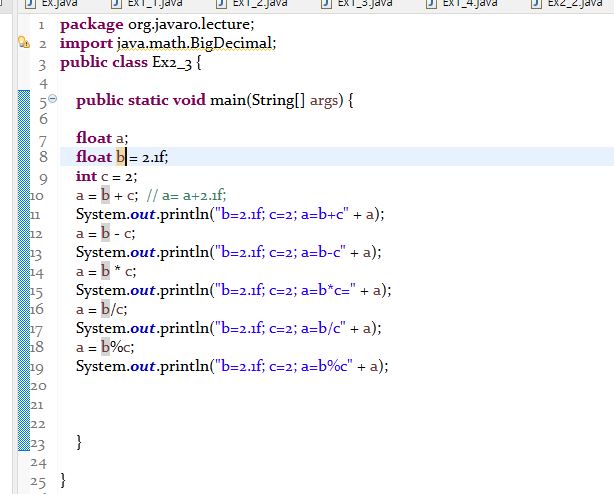 Ex.java Ex1_1.java Ex1_2.java Ex1_3.java Ex1_4.java Ex2_2.java
1 package org.javaro.lecture;
2 import java.math.BigDecimal;
3 public class Ex2_3 {
4
5 public static void main(String[] args) {
6
7 float a;
8 float b = 2.1f;
9 int c = 2;
10 a = b + c; // a= a+2.1f;
11 System.out.println("b=2.1f; c=2; a=b+c" + a);
12 a = b - c;
13 System.out.println("b=2.1f; c=2; a=b-c" + a);
14 a = b * c;
15 System.out.println("b=2.1f; c=2; a=b*c=" + a);
16 a = b/c;
17 System.out.println("b=2.1f; c=2; a=b/c" + a);
18 a = b%c;
19 System.out.println("b=2.1f; c=2; a=b%c" + a);
20
21
22
23 }
24
25 }